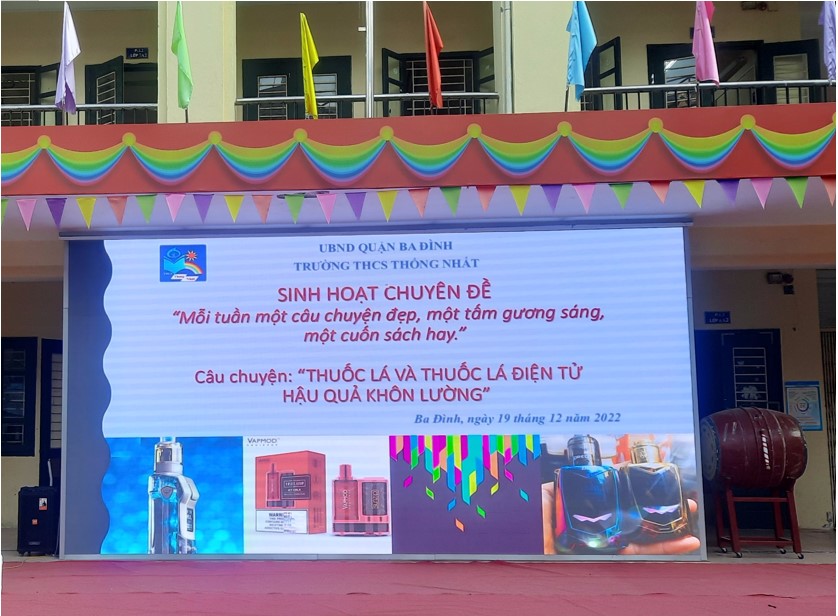 UBND QUẬN BA ĐÌNH
TRƯỜNG THCS THỐNG NHẤT
SINH HOẠT CHUYÊN ĐỀ
“Mỗi tuần một câu chuyện đẹp, một tấm gương sáng,
một cuốn sách hay.”
Câu chuyện: “THUỐC LÁ VÀ THUỐC LÁ ĐIỆN TỬ
HẬU QUẢ KHÔN LƯỜNG”
Ba Đình, ngày 19 tháng 12 năm 2022
VAPMOD
WARNING